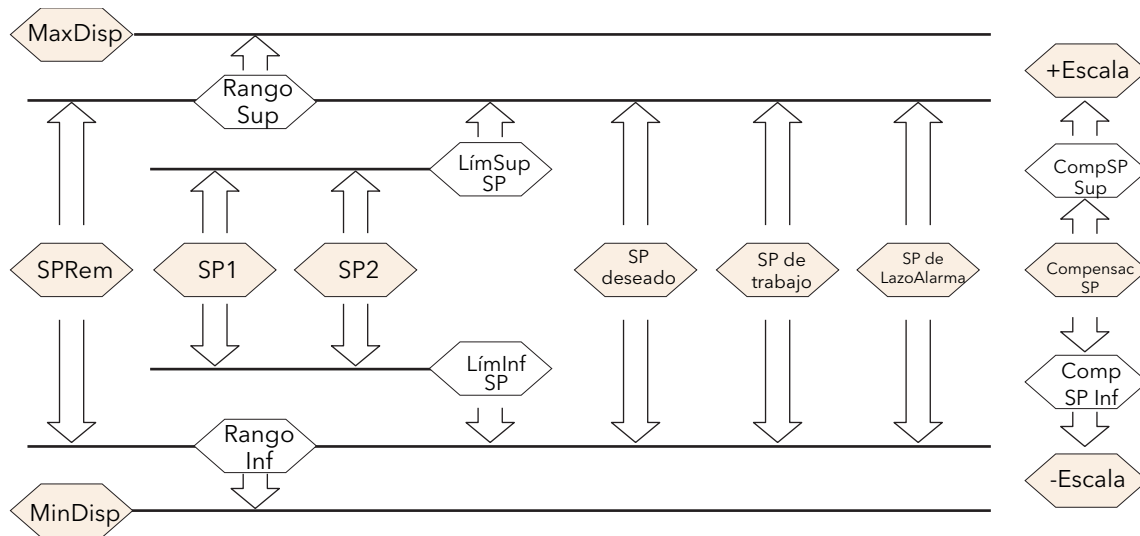 MaxDisp
Rango
Sup
+Escala
LímSup
SP
CompSP
Sup
SPRem
SP1
SP2
SP
deseado
SP de
trabajo
SP de
LazoAlarma
Compensac
SP
LímInf
SP
Comp
SP Inf
Rango
Inf
-Escala
MinDisp